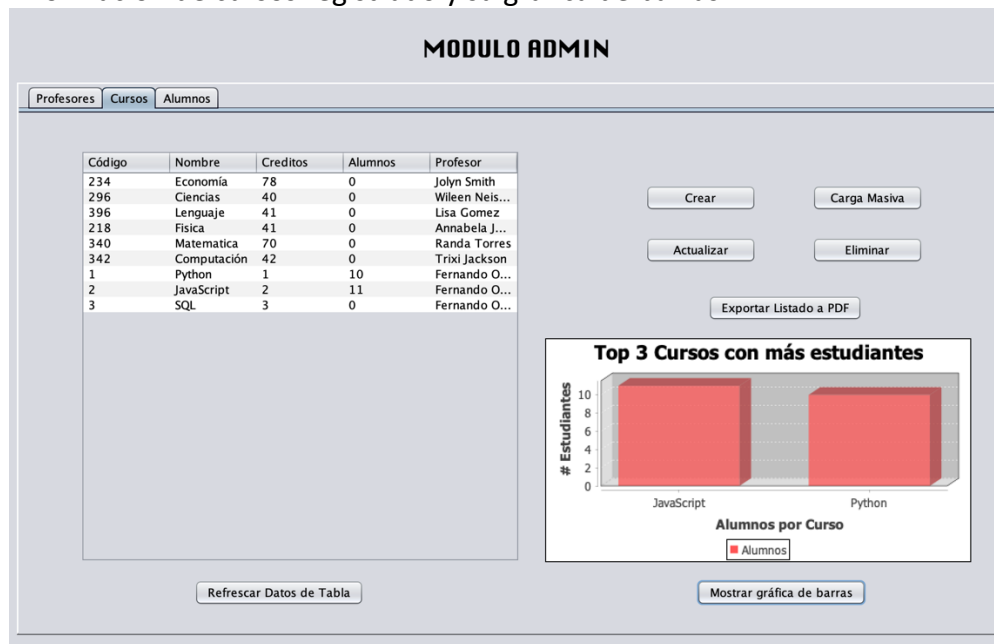 MODULO ADMIN
Profesores Cursos Alumnos
Código Nombre Creditos Alumnos Profesor
234 Economía 78 0 Jolyn Smith
296 Ciencias 40 0 Wileen Neis...
396 Lenguaje 41 0 Lisa Gomez
218 Fisica 41 0 Annabela J...
340 Matematica 70 0 Randa Torres
342 Computación 42 0 Trixi Jackson
1 Python 1 10 Fernando O...
2 JavaScript 2 11 Fernando O...
3 SQL 3 0 Fernando O...
Crear Carga Masiva
Actualizar Eliminar
Exportar Listado a PDF
Top 3 Cursos con más estudiantes
# Estudiantes
10
8
6
4
2
0
JavaScript Python
Alumnos por Curso
Alumnos
Refrescar Datos de Tabla
Mostrar gráfica de barras